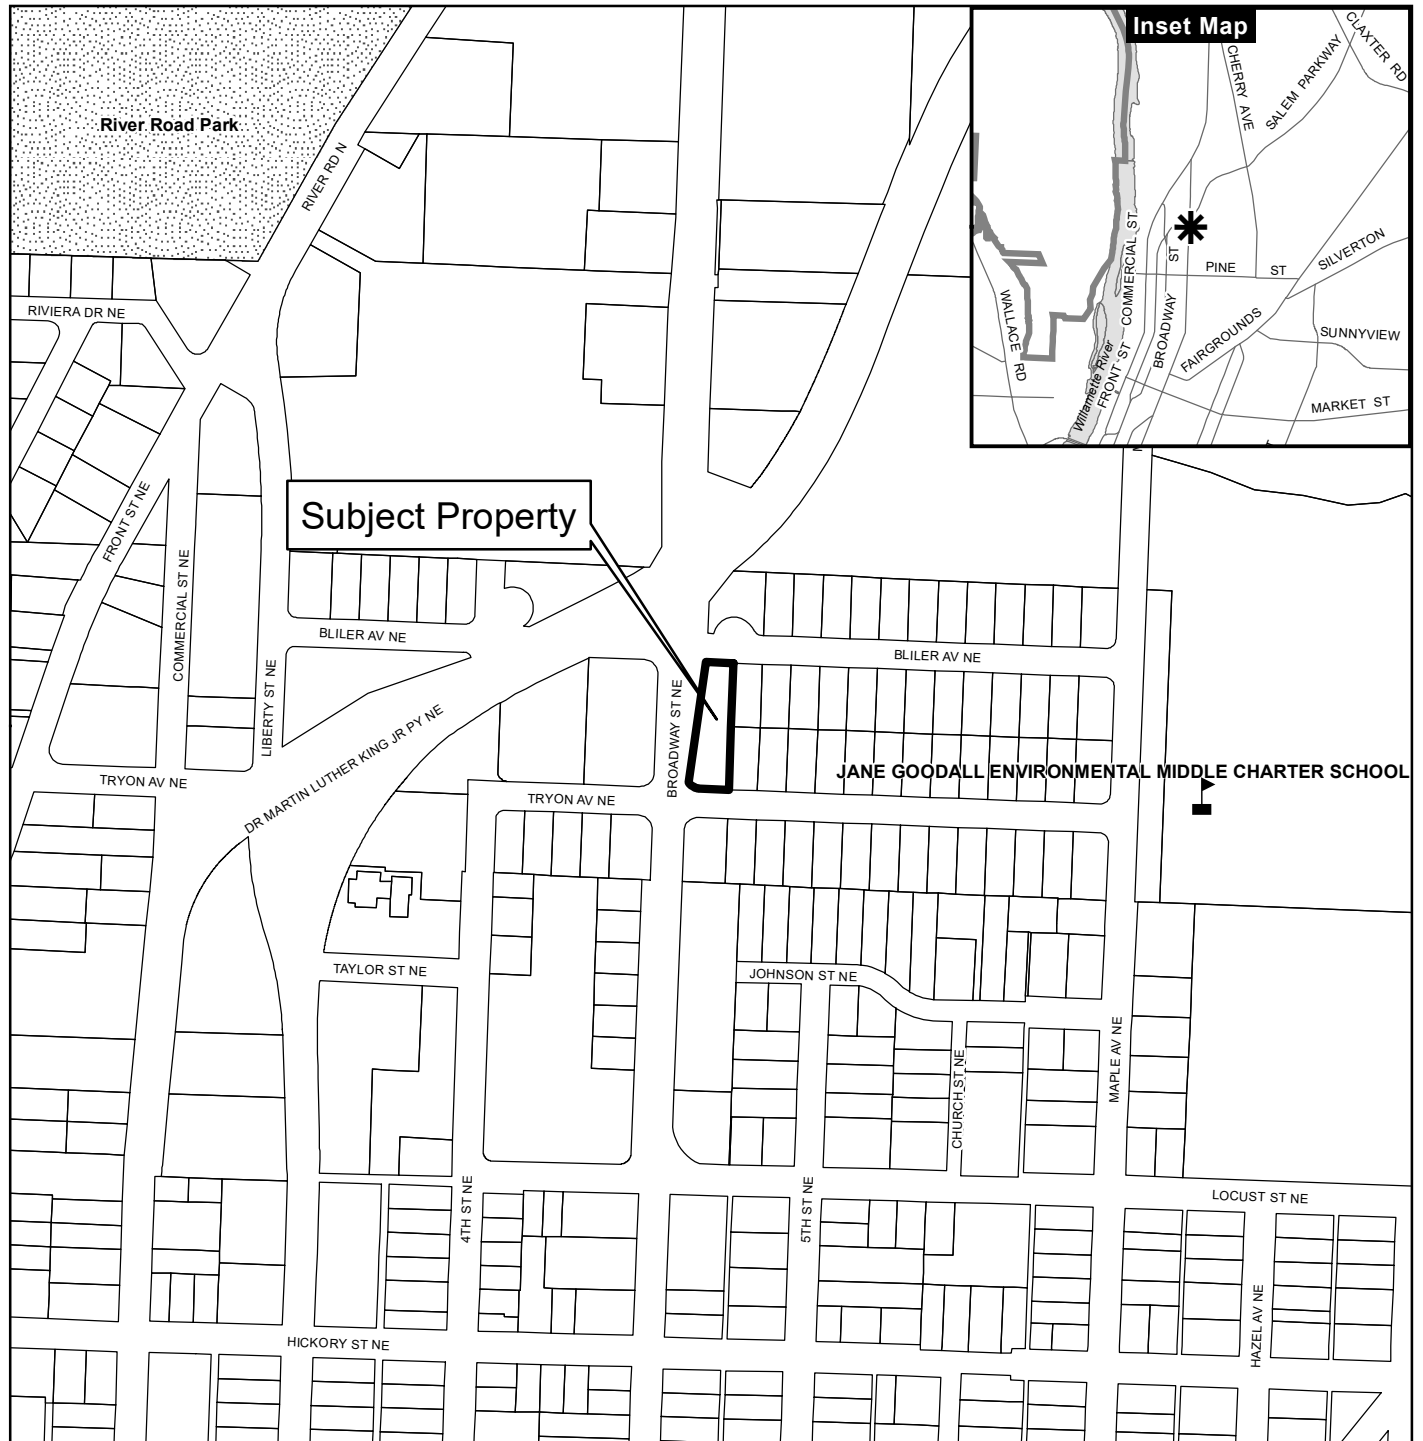 Inset Map
CLAXTER RD
CHERRY AVE
SALEM PARKWAY
COMMERCIAL ST
ST
PINE ST
SILVERTON
WALLACE RD
BROADWAY
FAIRGROUNDS
SUNNYVIEW
Willamette River
FRONT ST
MARKET ST
River Road Park
RIVER RD N
RIVIERA DR NE
FRONT ST NE
Subject Property
COMMERCIAL ST NE
BLILER AV NE
BLILER AV NE
LIBERTY ST NE
BROADWAY ST NE
DR MARTIN LUTHER KING JR PY NE
TRYON AV NE
TRYON AV NE
JANE GOODALL ENVIRONMENTAL MIDDLE CHARTER SCHOOL
TAYLOR ST NE
JOHNSON ST NE
CHURCH ST NE
MAPLE AV NE
4TH ST NE
5TH ST NE
LOCUST ST NE
HAZEL AV NE
HICKORY ST NE